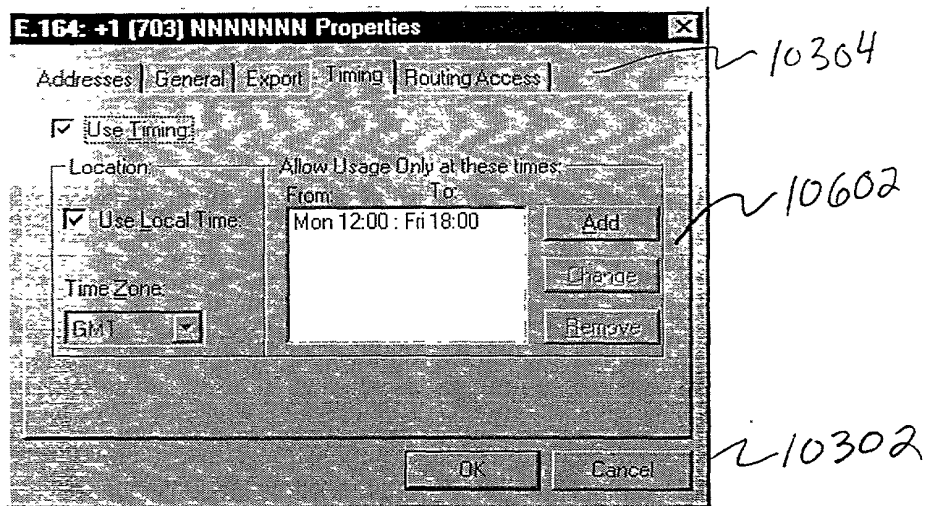 E.164: +1 (703) NNNNNNN Properties
10304
Addresses General Export Timing Routing Access
Use Timing:
Location:
Allow Usage Only at these times:
From: To:
10602
Use Local Time:
Mon 12:00 : Fri 18:00
Add
Change
Time Zone:
GMT
Remove
10302
OK Cancel